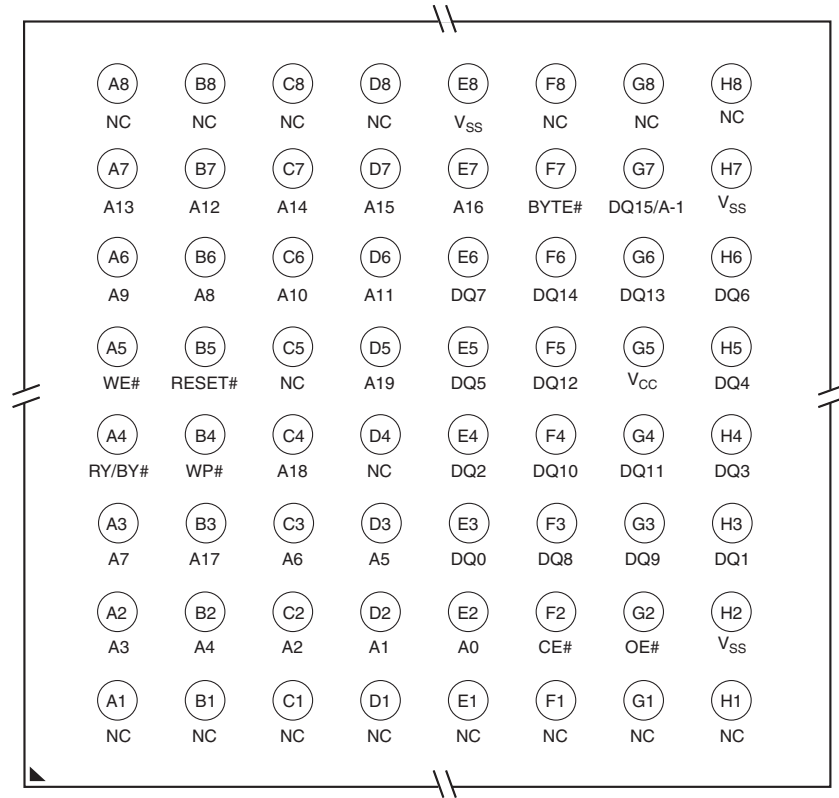 A8 B8 C8 D8 E8 F8 G8 H8
NC NC NC NC VSS NC NC NC
A7 B7 C7 D7 E7 F7 G7 H7
A13 A12 A14 A15 A16 BYTE# DQ15/A-1 VSS
A6 B6 C6 D6 E6 F6 G6 H6
A9 A8 A10 A11 DQ7 DQ14 DQ13 DQ6
A5 B5 C5 D5 E5 F5 G5 H5
WE# RESET# NC A19 DQ5 DQ12 VCC DQ4
A4 B4 C4 D4 E4 F4 G4 H4
RY/BY# WP# A18 NC DQ2 DQ10 DQ11 DQ3
A3 B3 C3 D3 E3 F3 G3 H3
A7 A17 A6 A5 DQ0 DQ8 DQ9 DQ1
A2 B2 C2 D2 E2 F2 G2 H2
A3 A4 A2 A1 A0 CE# OE# VSS
A1 B1 C1 D1 E1 F1 G1 H1
NC NC NC NC NC NC NC NC